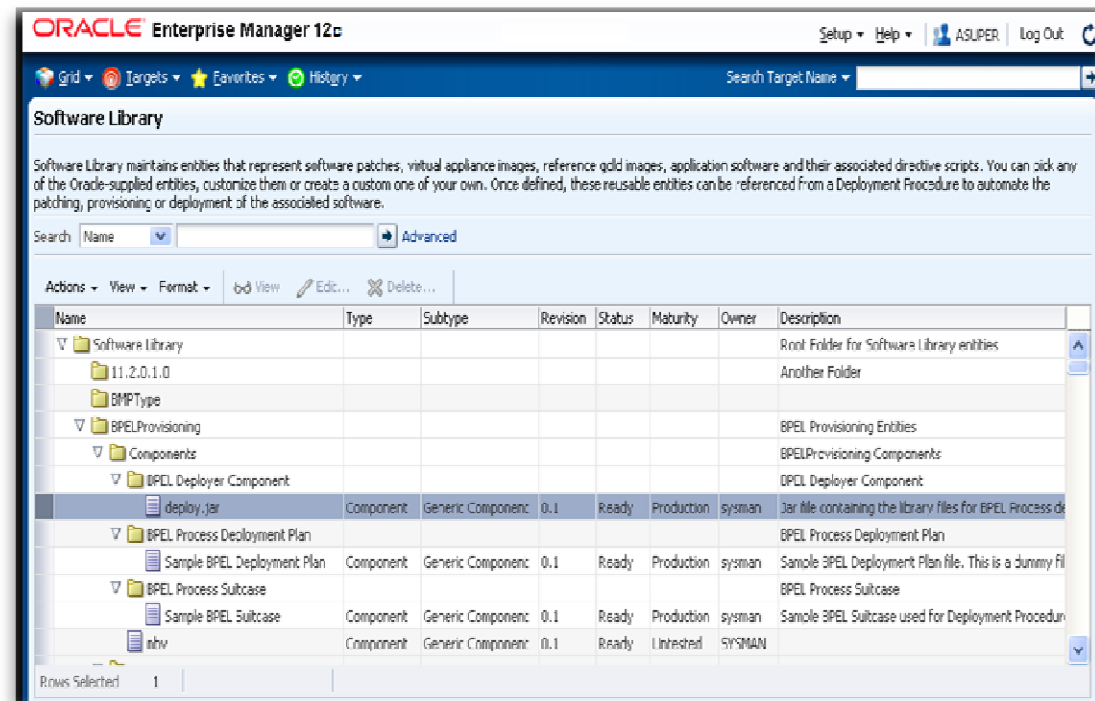 ORACLE Enterprise Manager 12c
Setup Help ASUPER Log Out
Grid Targets Favorites History Search Target Name
Software Library
Software Library maintains entities that represent software patches, virtual appliance images, reference gold images, application software and their associated directive scripts. You can pick any
of the Oracle-supplied entities, customize them or create a custom one of your own. Once defined, these reusable entities can be referenced from a Deployment Procedure to automate the
patching, provisioning or deployment of the associated software.
Search Name Advanced
Actions View Format View Edit... Delete...
Name Type Subtype Revision Status Maturity Owner Description
Software Library Root Folder for Software Library entities
11.2.0.1.0 Another Folder
BMPType
BPELProvisioning BPEL Provisioning Entities
Components BPELProvisioning Components
BPEL Deployer Component BPEL Deployer Component
deploy.jar Component Generic Component 0.1 Ready Production sysman Jar file containing the library files for BPEL Process de
BPEL Process Deployment Plan BPEL Process Deployment Plan
Sample BPEL Deployment Plan Component Generic Component 0.1 Ready Production sysman Sample BPEL Deployment Plan file. This is a dummy fil
BPEL Process Suitcase BPEL Process Suitcase
Sample BPEL Suitcase Component Generic Component 0.1 Ready Production sysman Sample BPEL Suitcase used for Deployment Procedur
Component Generic Component 0.1 Ready Untested SYSMAN
Rows Selected 1